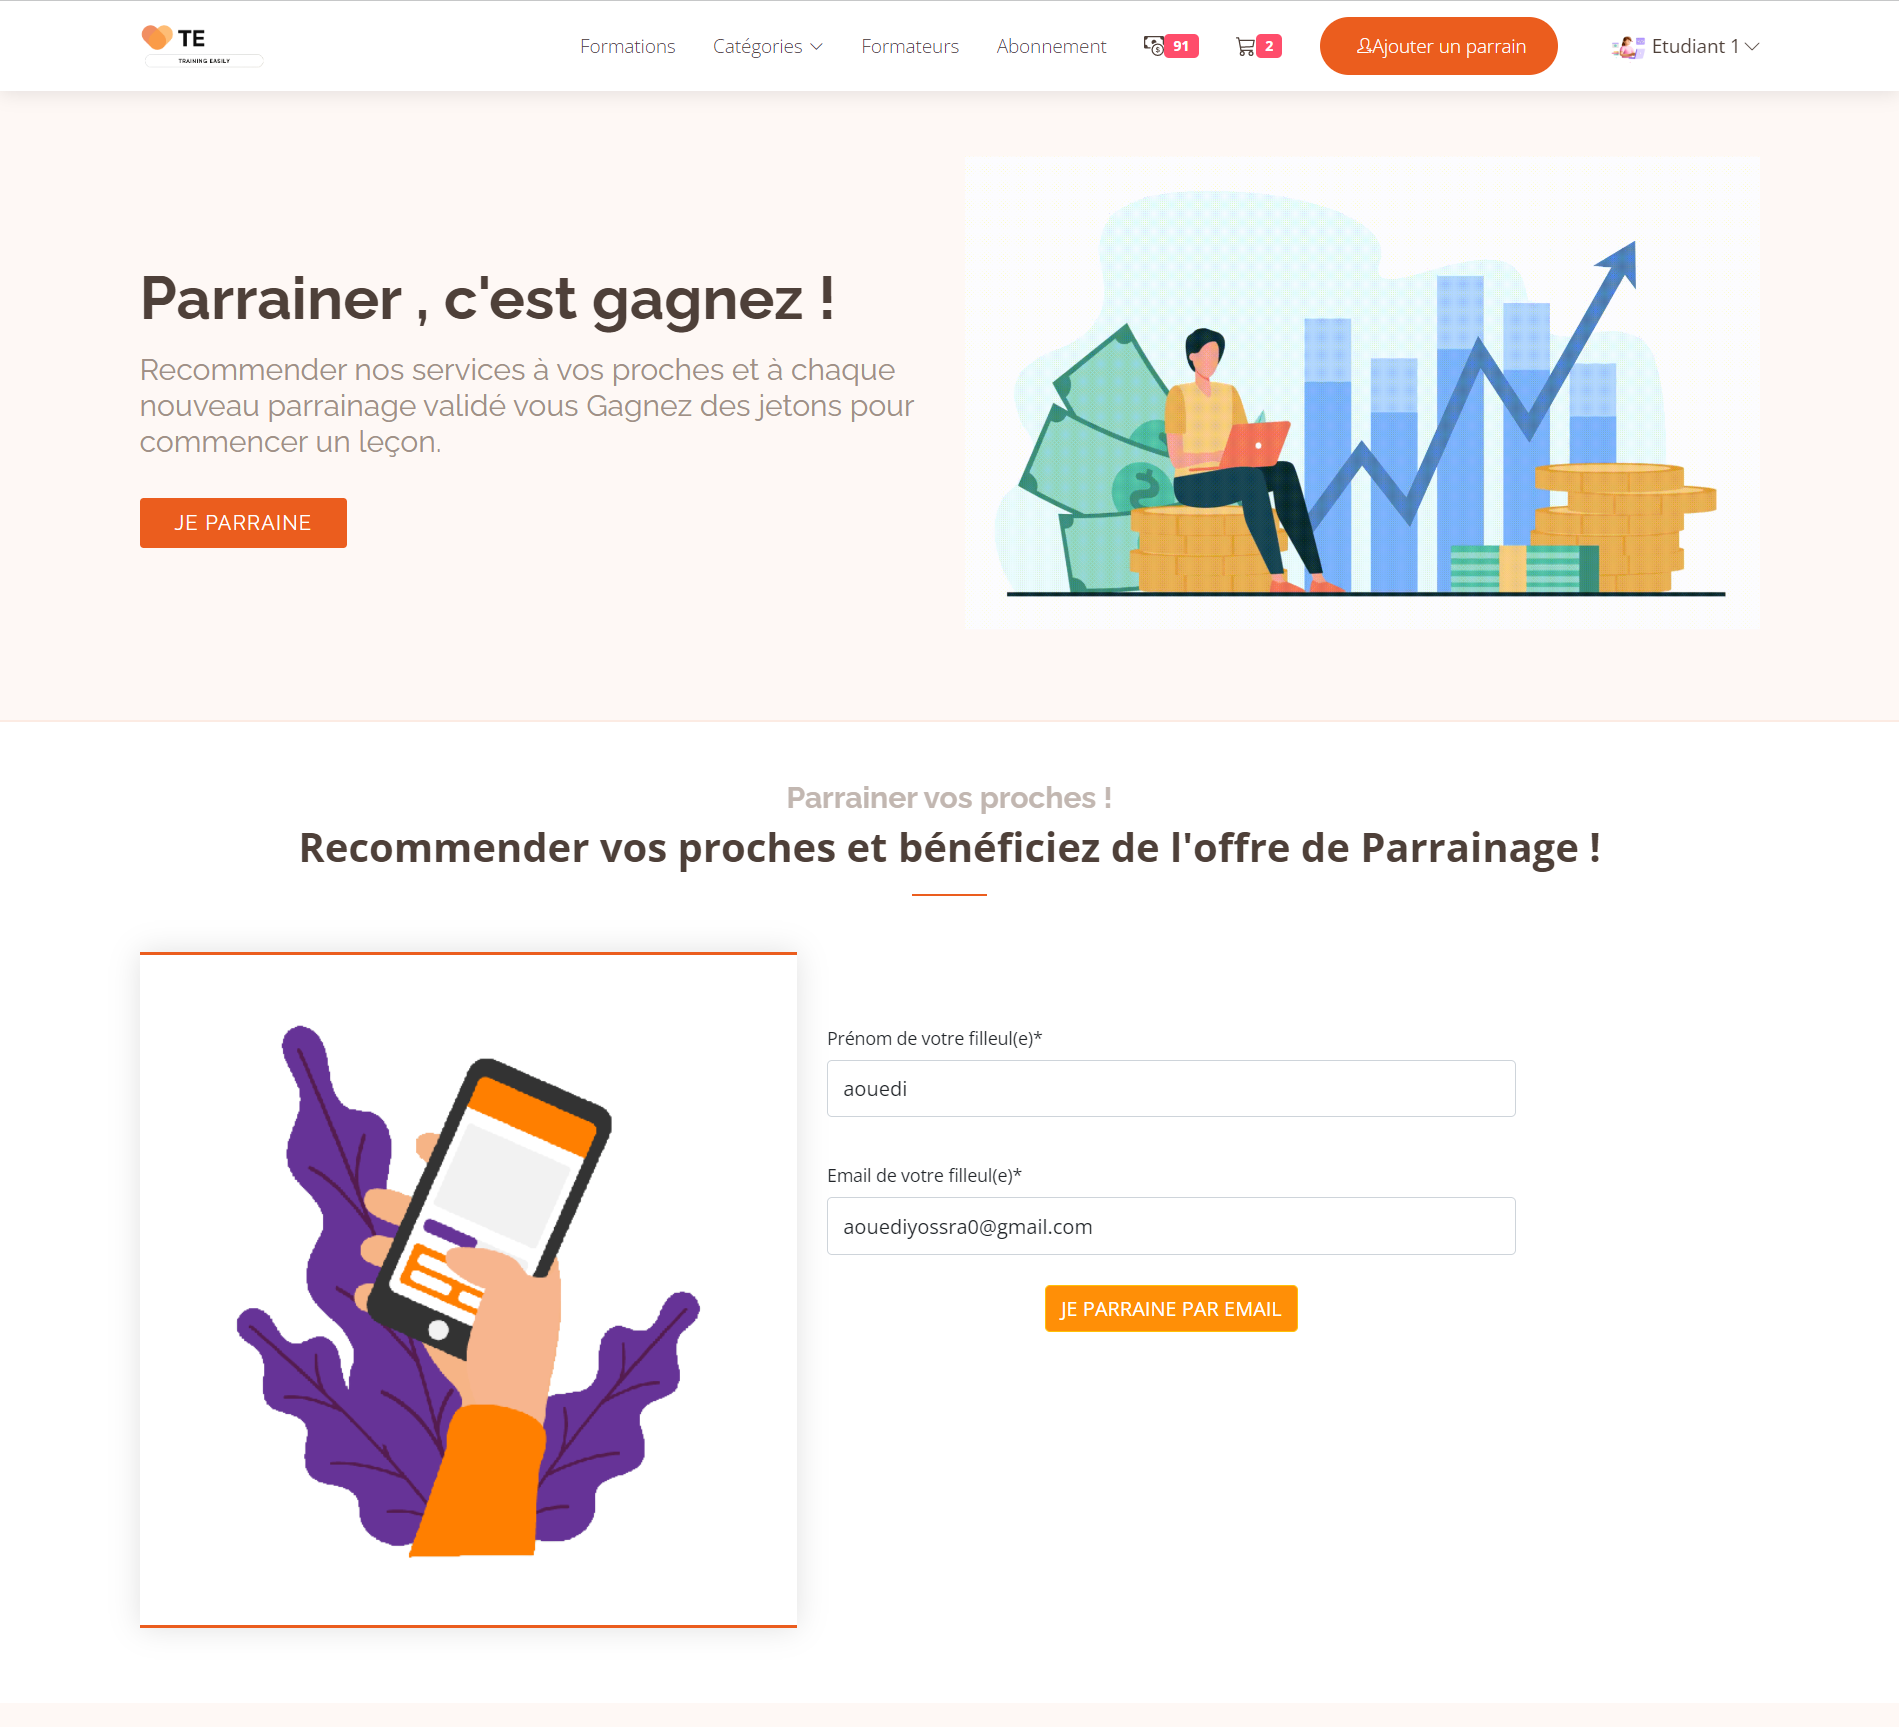 TE
TRAINING EASILY
Formations
Catégories
Formateurs
Abonnement
91
2
Ajouter un parrain
Etudiant 1
Parrainer , c'est gagnez !
Recommender nos services à vos proches et à chaque
nouveau parrainage validé vous Gagnez des jetons pour
commencer un leçon.
JE PARRAINE
Parrainer vos proches !
Recommender vos proches et bénéficiez de l'offre de Parrainage !
Prénom de votre filleul(e)*
aouedi
Email de votre filleul(e)*
aouediyossra0@gmail.com
JE PARRAINE PAR EMAIL